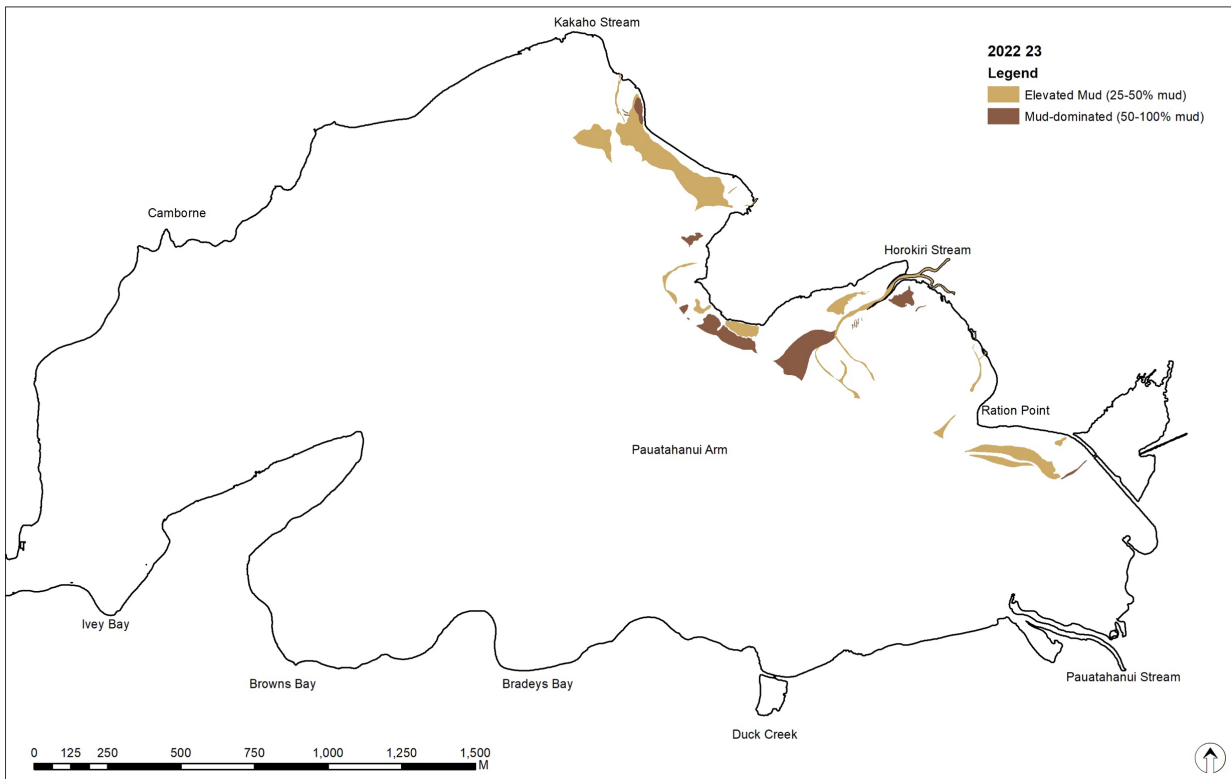 Kakaho Stream
2022 23
Legend
Elevated Mud (25-50% mud)
Mud-dominated (50-100% mud)
Camborne
Horokiri Stream
Ration Point
Pauatahanui Arm
Ivey Bay
Browns Bay
Bradeys Bay
Pauatahanui Stream
Duck Creek
0 125 250 500 750 1,000 1,250 1,500
M